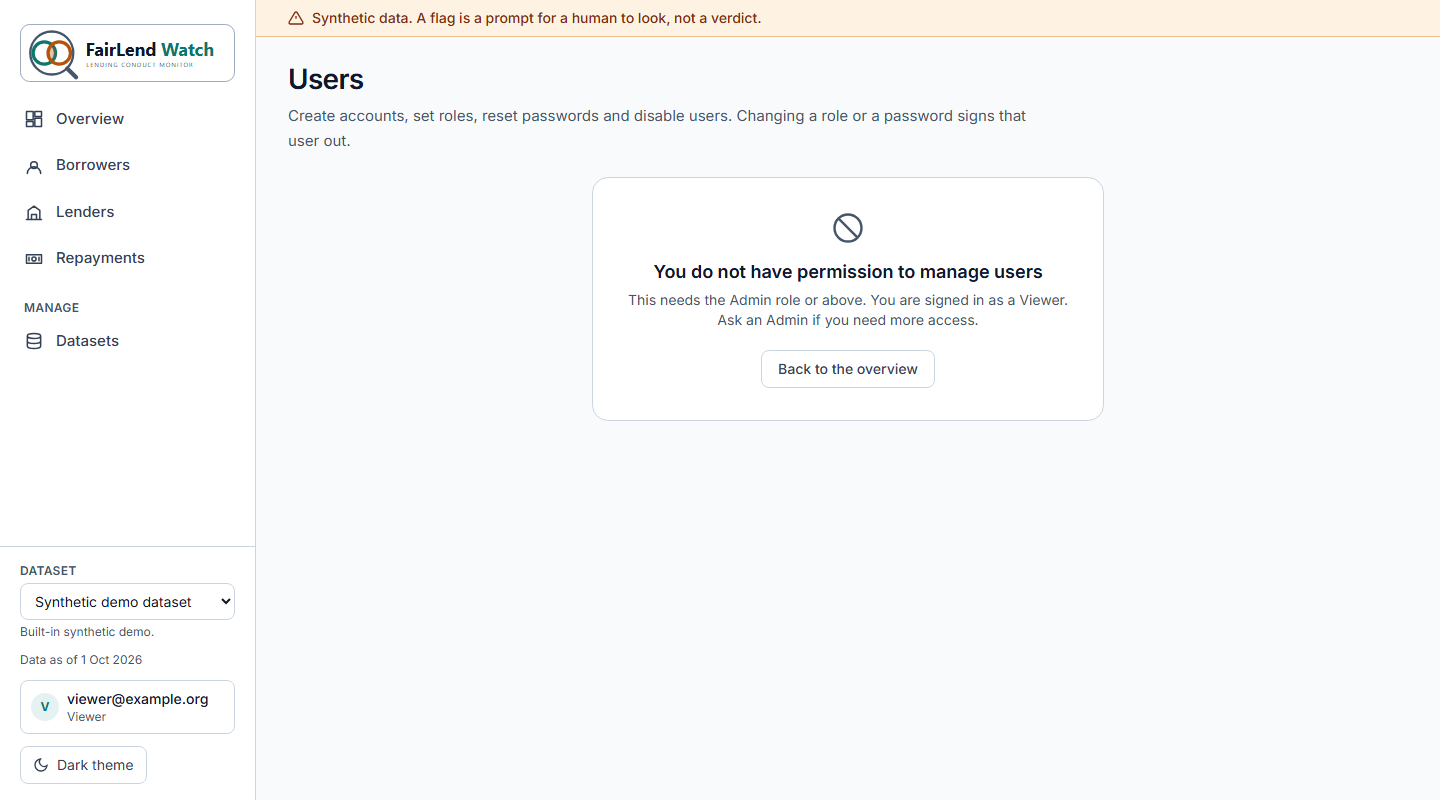 FairLend Watch
LENDING CONDUCT MONITOR
Overview
Borrowers
Lenders
Repayments
MANAGE
Datasets
DATASET
Synthetic demo dataset
Built-in synthetic demo.
Data as of 1 Oct 2026
V
viewer@example.org
Viewer
Dark theme
Synthetic data. A flag is a prompt for a human to look, not a verdict.
Users
Create accounts, set roles, reset passwords and disable users. Changing a role or a password signs that
user out.
You do not have permission to manage users
This needs the Admin role or above. You are signed in as a Viewer.
Ask an Admin if you need more access.
Back to the overview